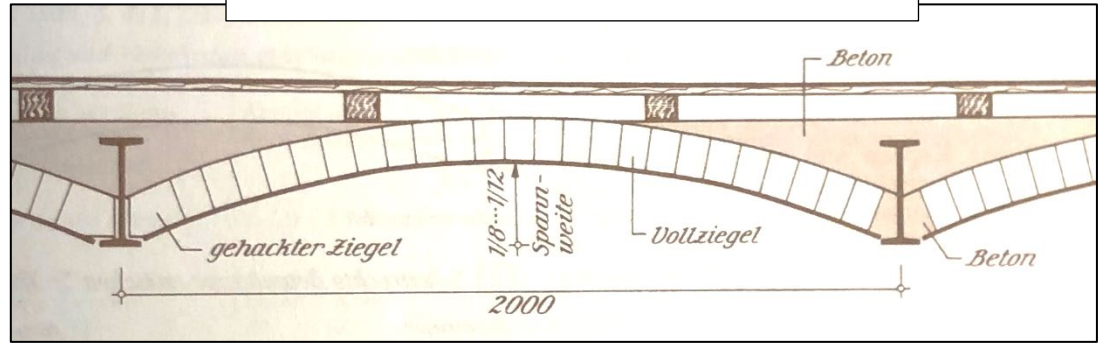 Beton
gehackter Ziegel
1/8...1/12
Spann-
weite
Vollziegel
Beton
2000